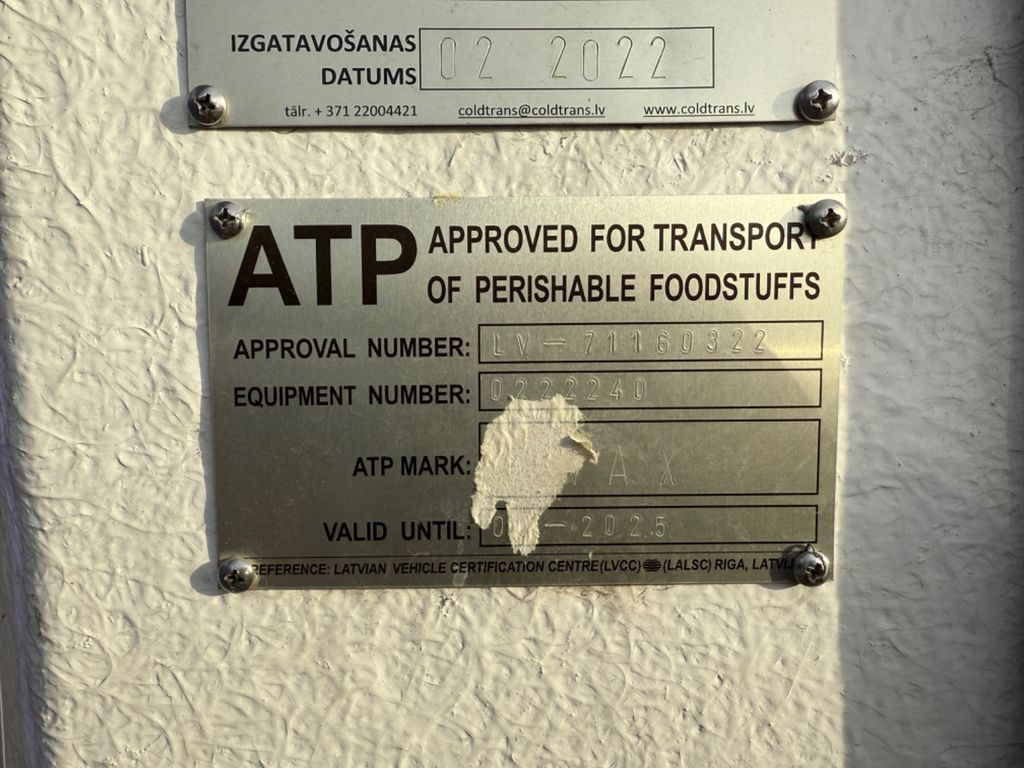 IZGATAVOŠANAS
DATUMS
02 2022
tālr. + 371 22004421 coldtrans@coldtrans.lv www.coldtrans.lv
ATP APPROVED FOR TRANSPORT
OF PERISHABLE FOODSTUFFS
APPROVAL NUMBER: LV-71160322
EQUIPMENT NUMBER: 0222240
ATP MARK:
VALID UNTIL: -2025
REFERENCE: LATVIAN VEHICLE CERTIFICATION CENTRE (LVCC) (LALSC) RIGA,